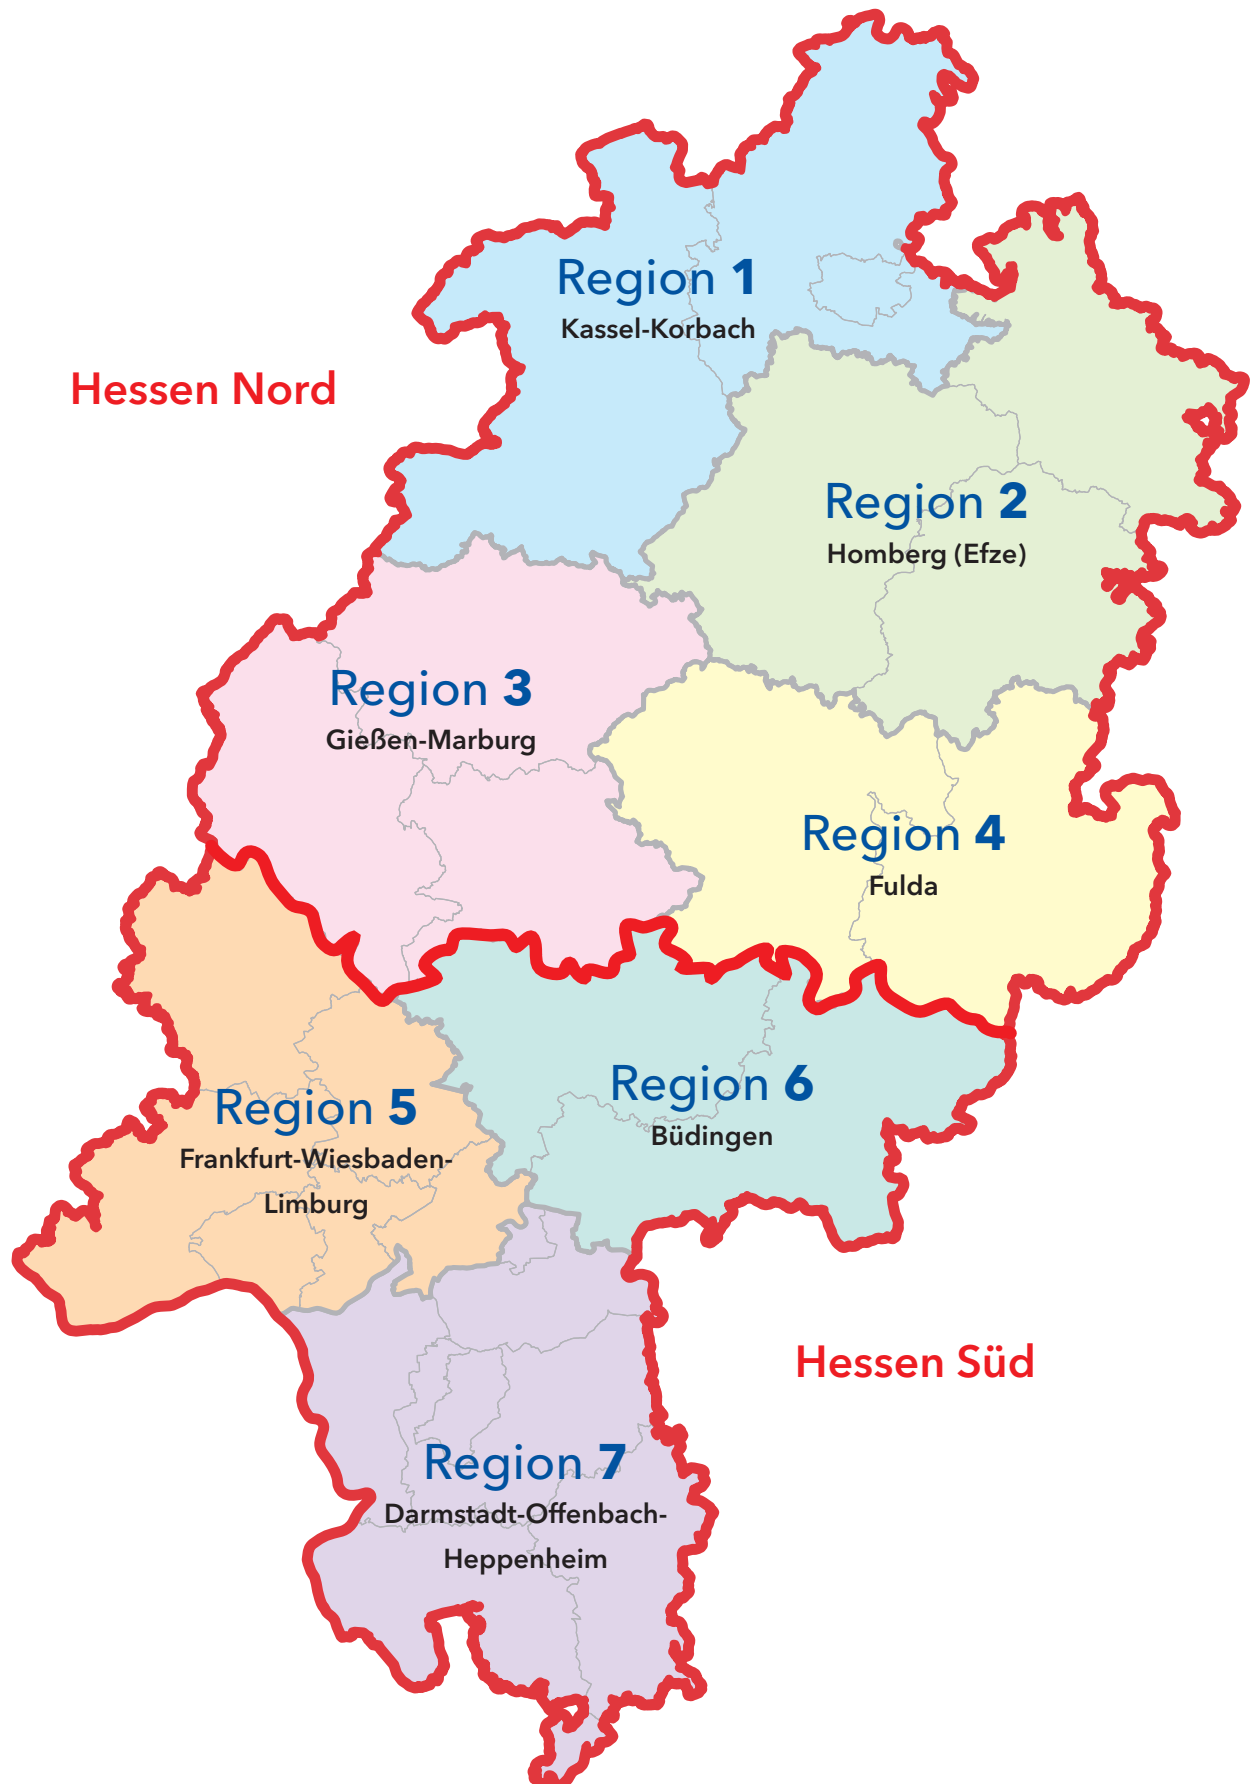 Region 1
Kassel-Korbach
Hessen Nord
Region 2
Homberg (Efze)
Region 3
Gießen-Marburg
Region 4
Fulda
Region 5
Frankfurt-Wiesbaden-
Limburg
Region 6
Büdingen
Hessen Süd
Region 7
Darmstadt-Offenbach-
Heppenheim